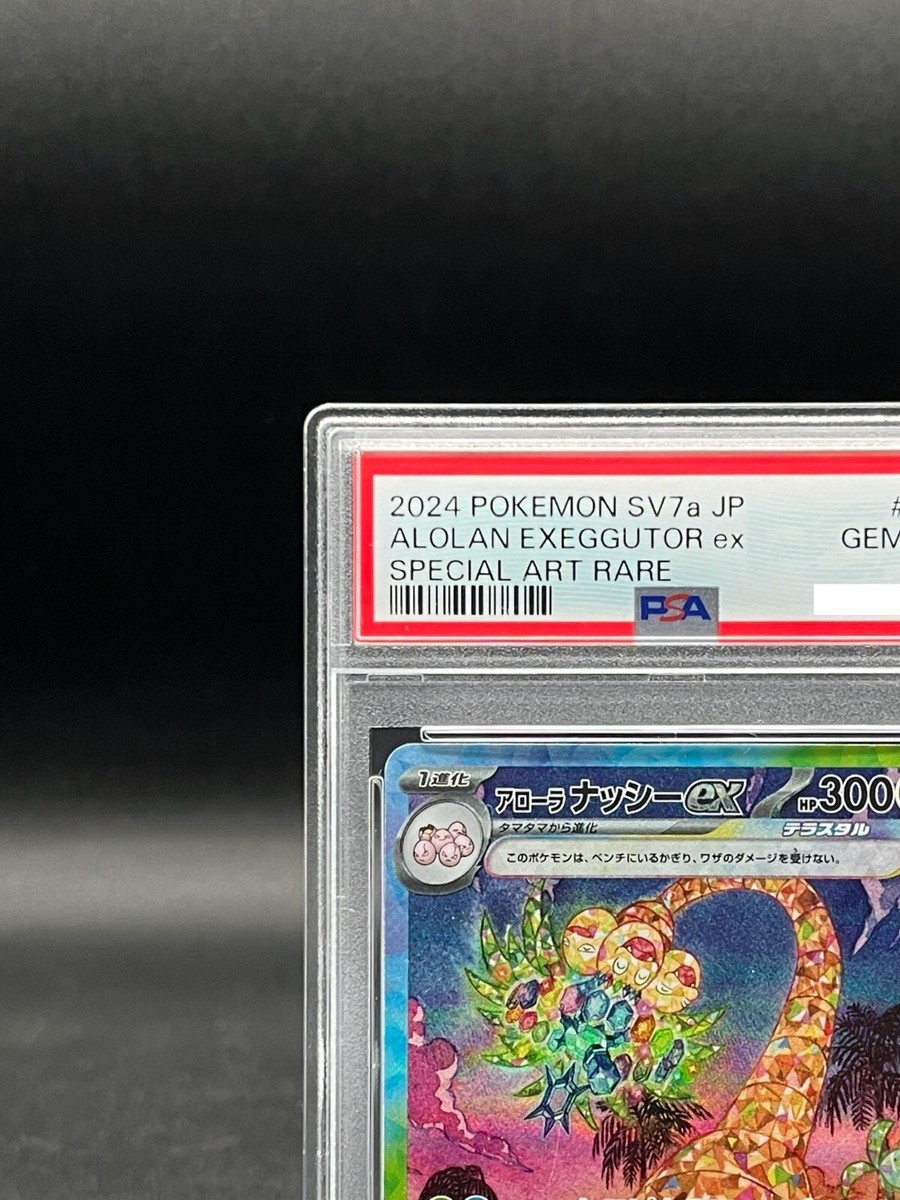 2024 POKEMON SV7a JP #
ALOLAN EXEGGUTOR ex GEM
SPECIAL ART RARE
PSA
1進化
アローラナッシーex HP300
タマタマから進化 テラスタル
このポケモンは、ベンチにいるかぎり、ワザのダメージを受けない。